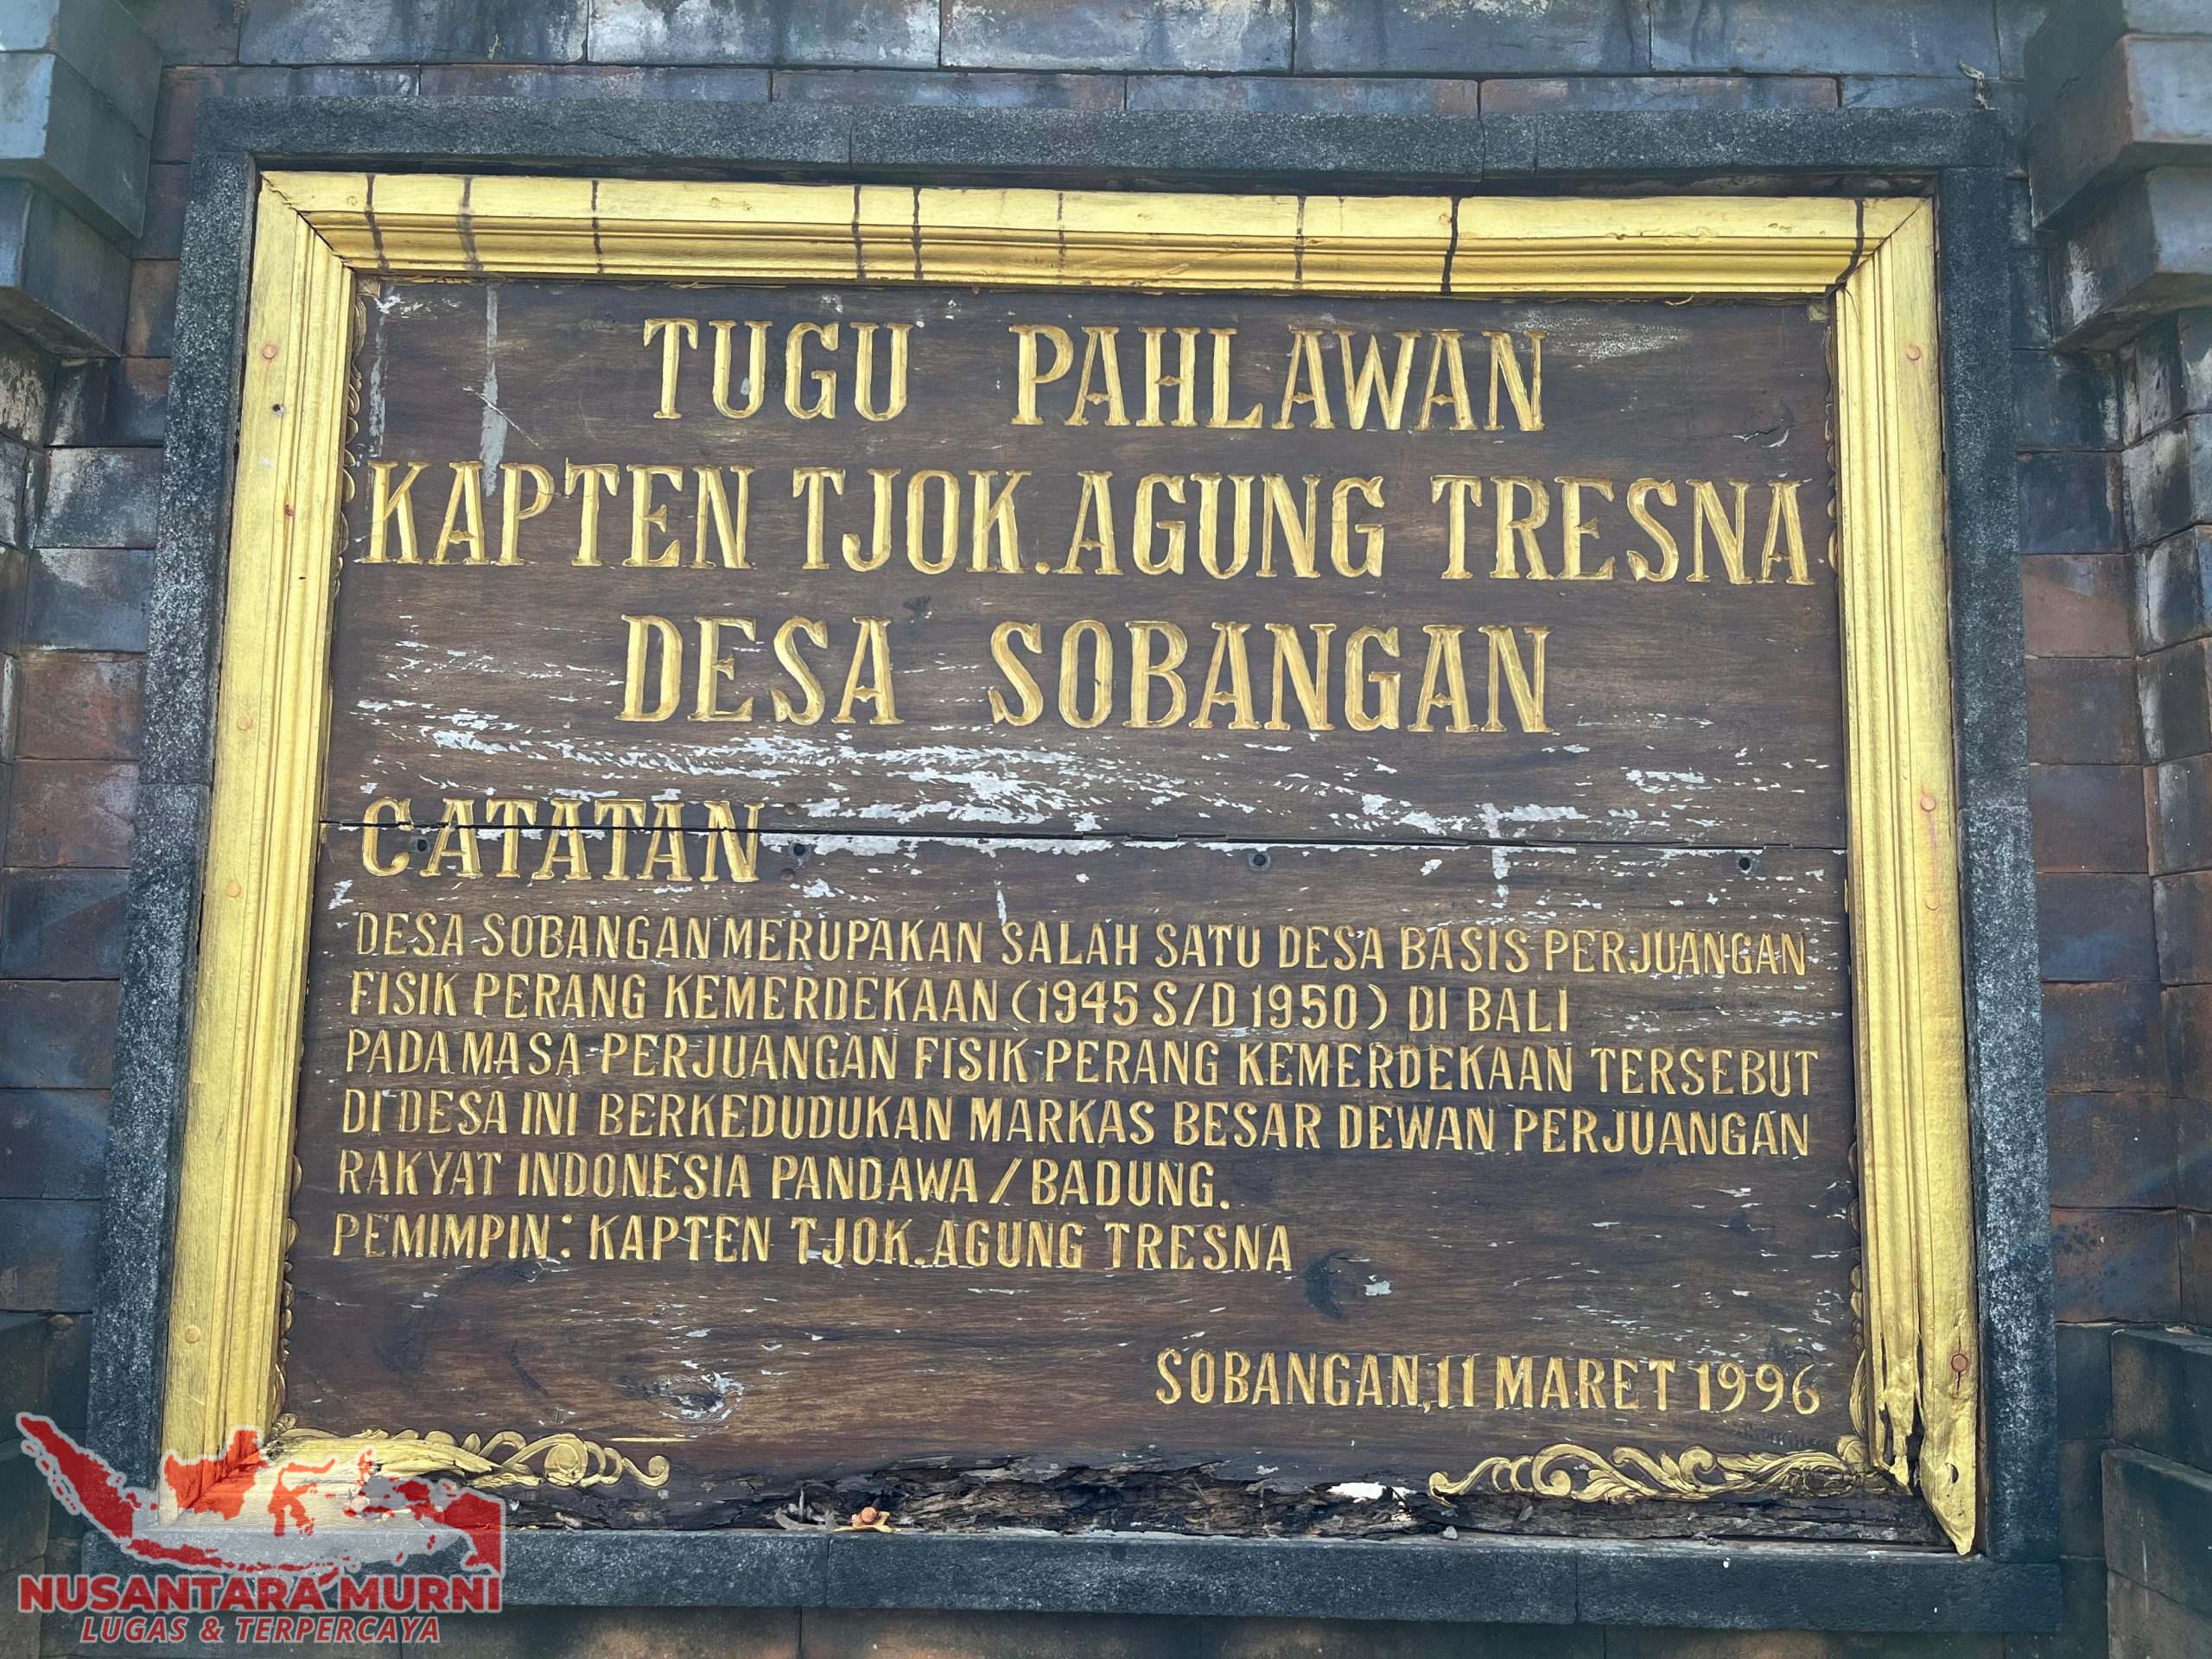 TUGU PAHLAWAN
KAPTEN TJOK.AGUNG TRESNA
DESA SOBANGAN
CATATAN
DESA SOBANGAN MERUPAKAN SALAH SATU DESA BASIS PERJUANGAN
FISIK PERANG KEMERDEKAAN (1945 S/D 1950) DI BALI
PADA MASA PERJUANGAN FISIK PERANG KEMERDEKAAN TERSEBUT
DI DESA INI BERKEDUDUKAN MARKAS BESAR DEWAN PERJUANGAN
RAKYAT INDONESIA PANDAWA / BADUNG.
PEMIMPIN : KAPTEN TJOK.AGUNG TRESNA
SOBANGAN, 11 MARET 1996
NUSANTARA MURNI
LUGAS & TERPERCAYA